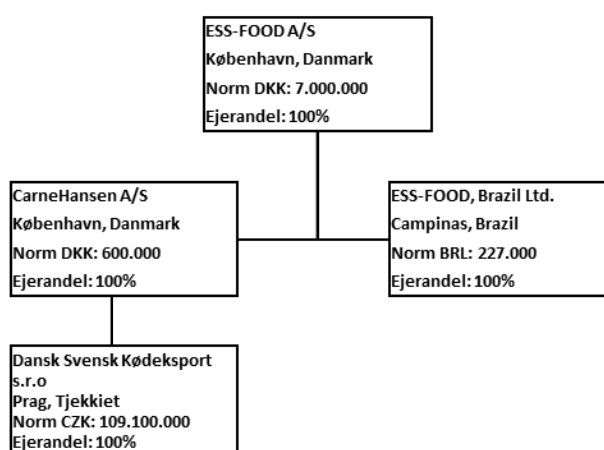 ESS-FOOD A/S
København, Danmark
Norm DKK: 7.000.000
Ejerandel: 100%
CarneHansen A/S
København, Danmark
Norm DKK: 600.000
Ejerandel: 100%
ESS-FOOD, Brazil Ltd.
Campinas, Brazil
Norm BRL: 227.000
Ejerandel: 100%
Dansk Svensk Kødeksport
s.r.o
Prag, Tjekkiet
Norm CZK: 109.100.000
Ejerandel: 100%